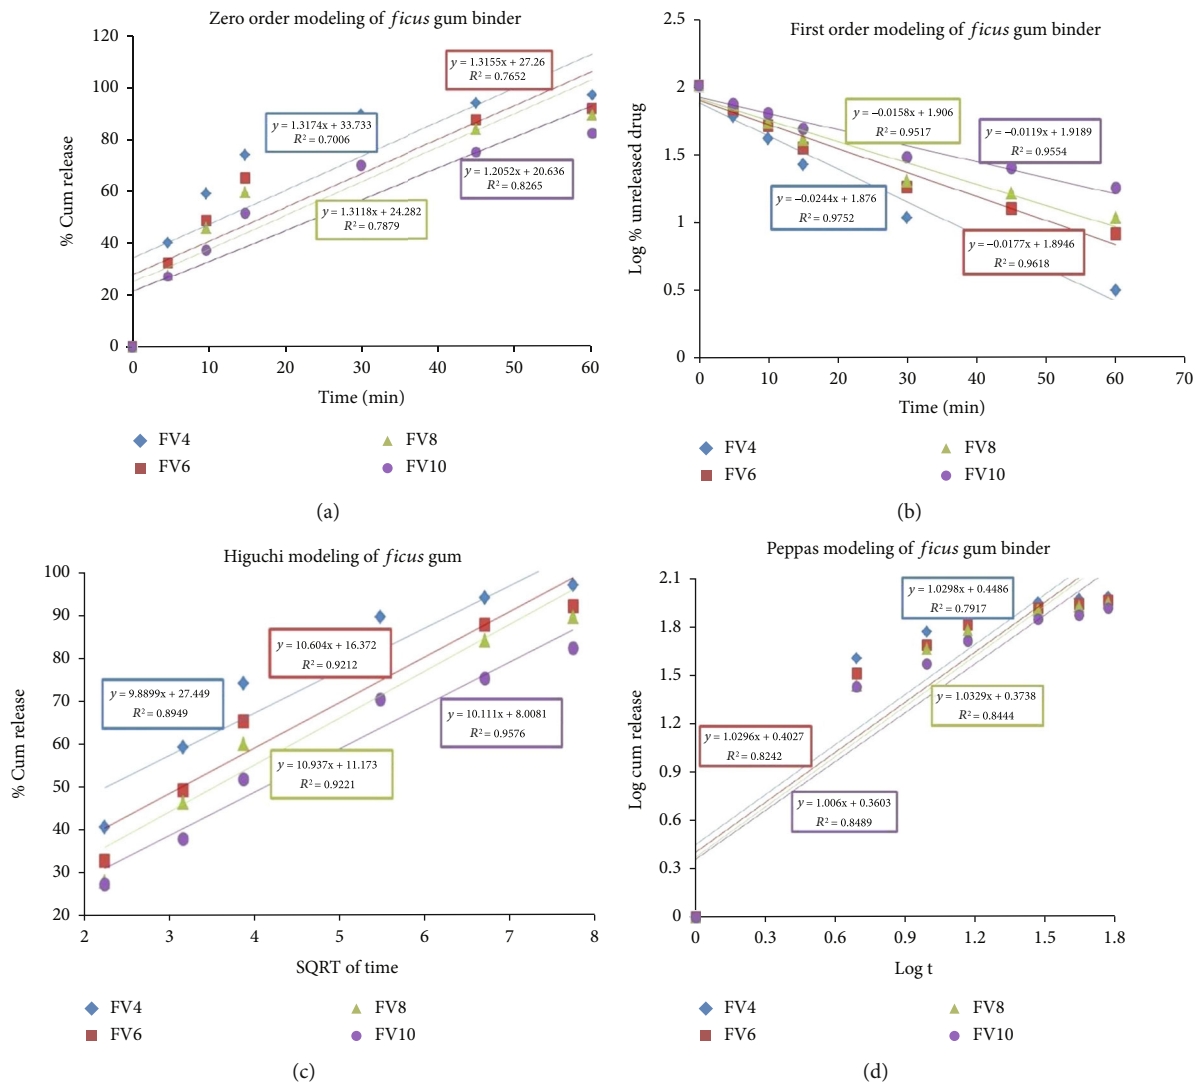 Zero order modeling of ficus gum binder
120
100
80
60
40
20
0
% Cum release
y = 1.3155x + 27.26
R² = 0.7652
y = 1.3174x + 33.733
R² = 0.7006
y = 1.2052x + 20.636
R² = 0.8265
y = 1.3118x + 24.282
R² = 0.7879
0 10 20 30 40 50 60
Time (min)
FV4 FV8
FV6 FV10
(a)
First order modeling of ficus gum binder
2.5
2
1.5
1
0.5
0
Log % unreleased drug
y = –0.0158x + 1.906
R² = 0.9517
y = –0.0119x + 1.9189
R² = 0.9554
y = –0.0244x + 1.876
R² = 0.9752
y = –0.0177x + 1.8946
R² = 0.9618
0 10 20 30 40 50 60 70
Time (min)
FV4 FV8
FV6 FV10
(b)
Higuchi modeling of ficus gum
100
90
80
70
60
50
40
30
20
% Cum release
y = 10.604x + 16.372
R² = 0.9212
y = 9.8899x + 27.449
R² = 0.8949
y = 10.111x + 8.0081
R² = 0.9576
y = 10.937x + 11.173
R² = 0.9221
2 3 4 5 6 7 8
SQRT of time
FV4 FV8
FV6 FV10
(c)
Peppas modeling of ficus gum binder
2.1
1.8
1.5
1.2
0.9
0.6
0.3
0
Log cum release
y = 1.0298x + 0.4486
R² = 0.7917
y = 1.0329x + 0.3738
R² = 0.8444
y = 1.0296x + 0.4027
R² = 0.8242
y = 1.006x + 0.3603
R² = 0.8489
0 0.3 0.6 0.9 1.2 1.5 1.8
Log t
FV4 FV8
FV6 FV10
(d)